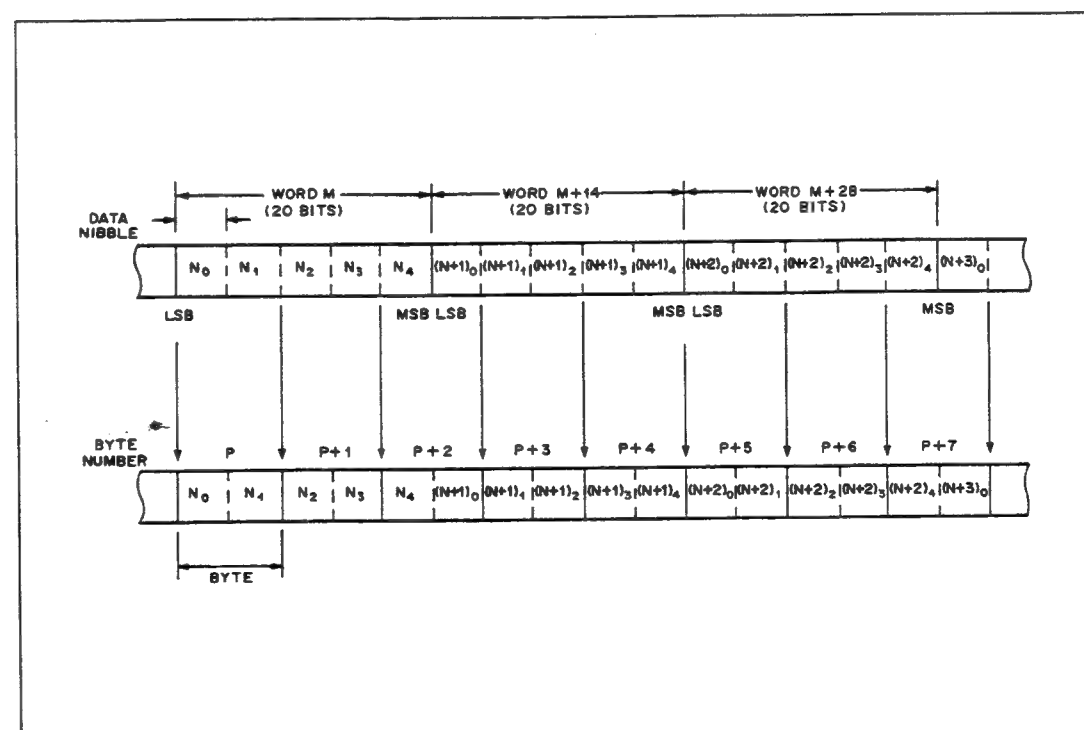 WORD M WORD M+14 WORD M+28
(20 BITS) (20 BITS) (20 BITS)
DATA
NIBBLE
N₀ N₁ N₂ N₃ N₄ (N+1)₀ (N+1)₁ (N+1)₂ (N+1)₃ (N+1)₄ (N+2)₀ (N+2)₁ (N+2)₂ (N+2)₃ (N+2)₄ (N+3)₀
LSB MSB LSB MSB LSB MSB
BYTE
NUMBER
P P+1 P+2 P+3 P+4 P+5 P+6 P+7
N₀ N₁ N₂ N₃ N₄ (N+1)₀ (N+1)₁ (N+1)₂ (N+1)₃ (N+1)₄ (N+2)₀ (N+2)₁ (N+2)₂ (N+2)₃ (N+2)₄ (N+3)₀
BYTE